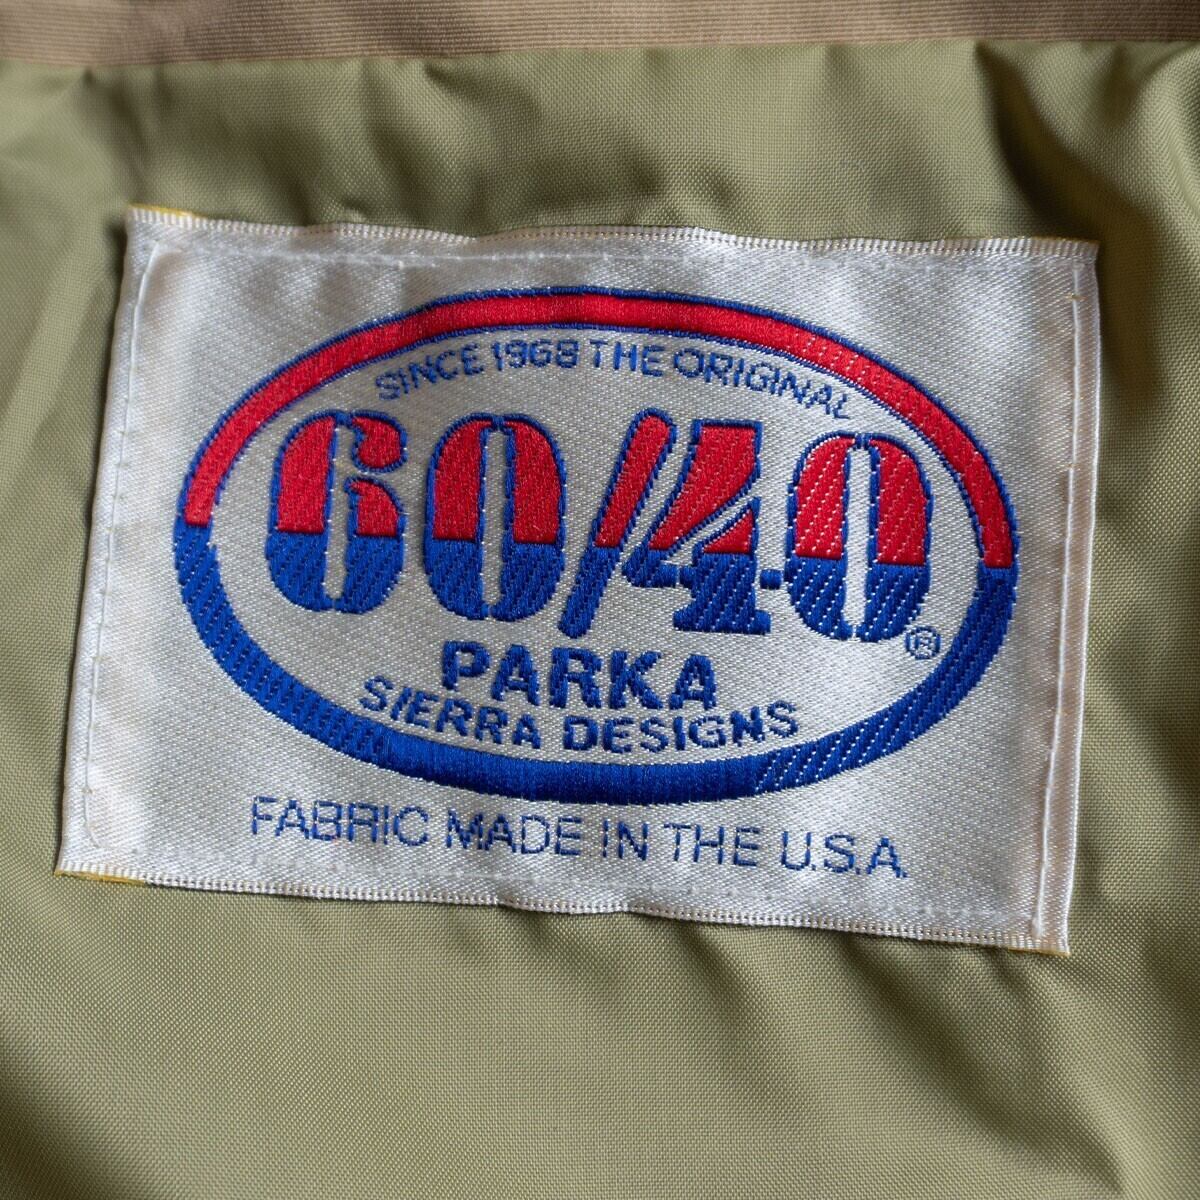 SINCE 1968 THE ORIGINAL
60/40®
PARKA
SIERRA DESIGNS
FABRIC MADE IN THE U.S.A.